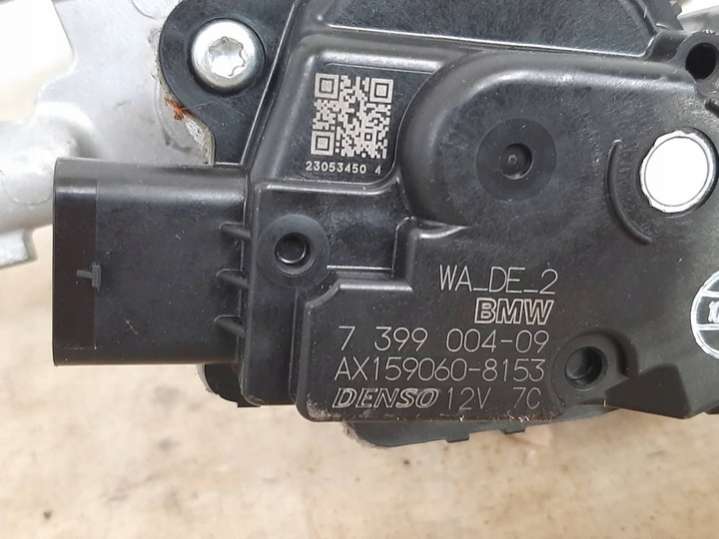 23053450 4
WA_DE_2
BMW
7 399 004-09
AX159060-8153
DENSO 12V 7C